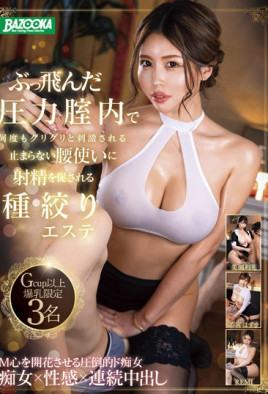 BAZOOKA
ぶっ飛んだ
圧力膣内で
何度もグリグリと刺激される
止まらない腰使いに
射精を促される
種・絞り
エステ
Gcup以上
爆乳限定
3名
REMI
M心を開花させる圧倒的ド痴女
痴女×性感×連続中出し